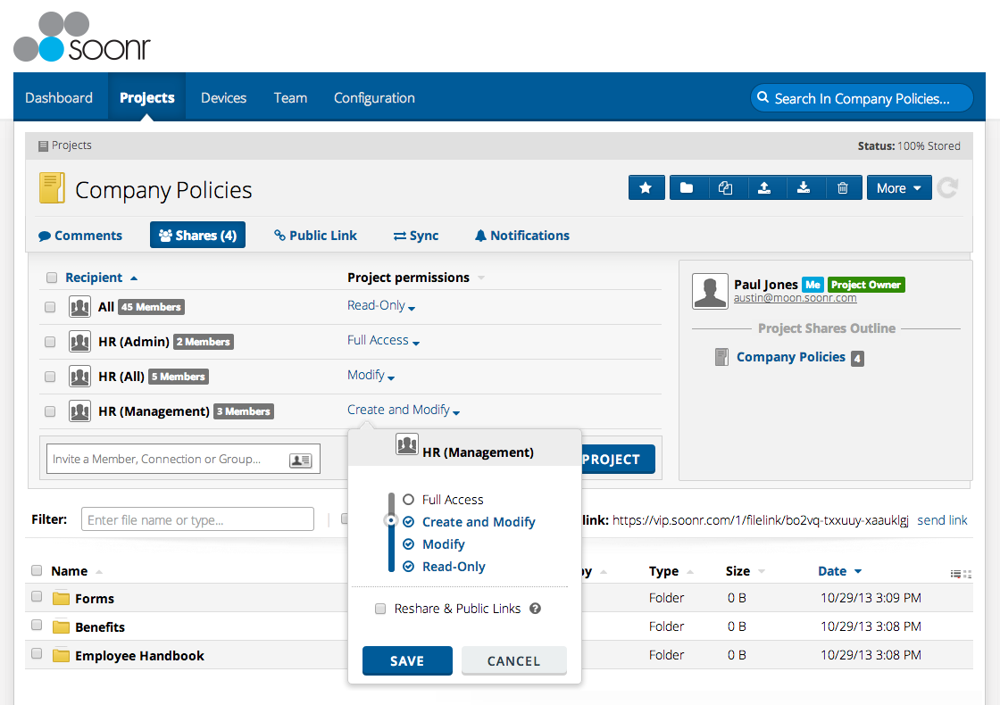 soonr
Dashboard Projects Devices Team Configuration Search In Company Policies...
Projects Status: 100% Stored
Company Policies More
Comments Shares (4) Public Link Sync Notifications
Recipient Project permissions
All 45 Members Read-Only
HR (Admin) 2 Members Full Access
HR (All) 5 Members Modify
HR (Management) 3 Members Create and Modify
Paul Jones Me Project Owner
austin@moon.soonr.com
Project Shares Outline
Company Policies 4
Invite a Member, Connection or Group... PROJECT
HR (Management)
Full Access
Create and Modify
Modify
Read-Only
Reshare & Public Links ?
SAVE CANCEL
Filter: Enter file name or type... link: https://vip.soonr.com/1/filelink/bo2vq-txxuuy-xaauklgj send link
Name by Type Size Date
Forms Folder 0 B 10/29/13 3:09 PM
Benefits Folder 0 B 10/29/13 3:08 PM
Employee Handbook Folder 0 B 10/29/13 3:08 PM